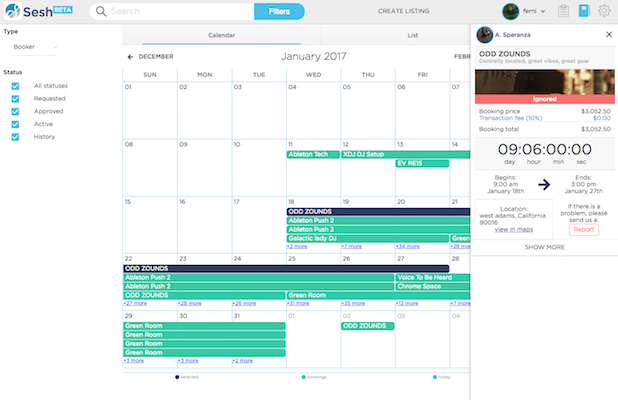 Sesh BETA
Search
Filters
CREATE LISTING
ferni
Type
Booker
Status
All statuses
Requested
Approved
Active
History
Calendar
List
DECEMBER
January 2017
FEBR
SUN MON TUE WED THU FRI
01 02 03 04 05 06 07
08 09 10 11 12 13 14
Ableton Tech
XDJ DJ Setup
EV RE15
15 16 17 18 19 20 21
ODD ZOUNDS
Ableton Push 2
Ableton Push 2
Galactic lady DJ
Green
+2 more +7 more +34 more +28 more
22 23 24 25 26 27 28
ODD ZOUNDS
Ableton Push 2
Voice To Be Heard
Ableton Push 2
Chrome Space
ODD ZOUNDS
Green Room
+27 more +28 more +26 more +31 more +35 more +13 more +7 more
29 30 31 01 02 03 04
Green Room
ODD ZOUNDS
Green Room
Green Room
Green Room
+3 more +3 more +2 more
selected
bookings
today
A. Speranza
ODD ZOUNDS
Centrally located, great vibes, great gear
Ignored
Booking price $3,052.50
Transaction fee (10%) $0.00
Booking total $3,052.50
09:06:00:00
day hour min sec
Begins:
9:00 am
January 18th
Ends:
3:00 pm
January 27th
Location:
west adams, California
90016
view in maps
If there is a
problem, please
send us a:
Report
SHOW MORE